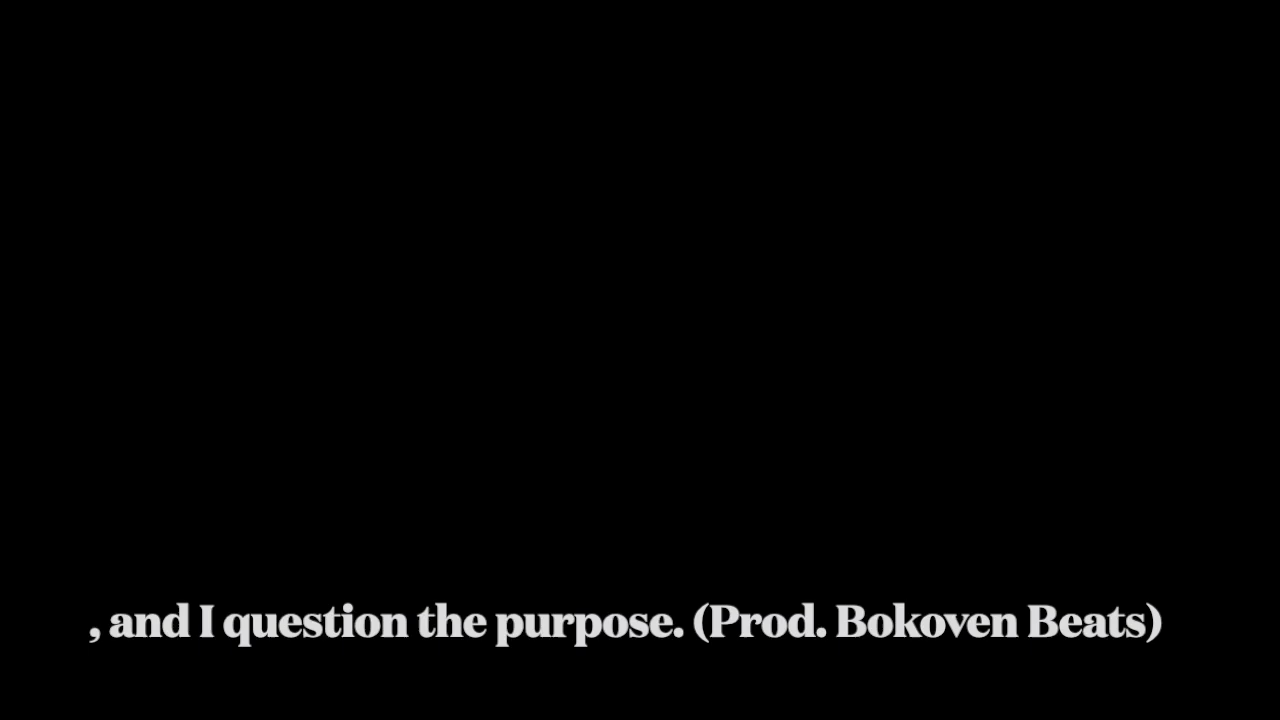 , and I question the purpose. (Prod. Bokoven Beats)